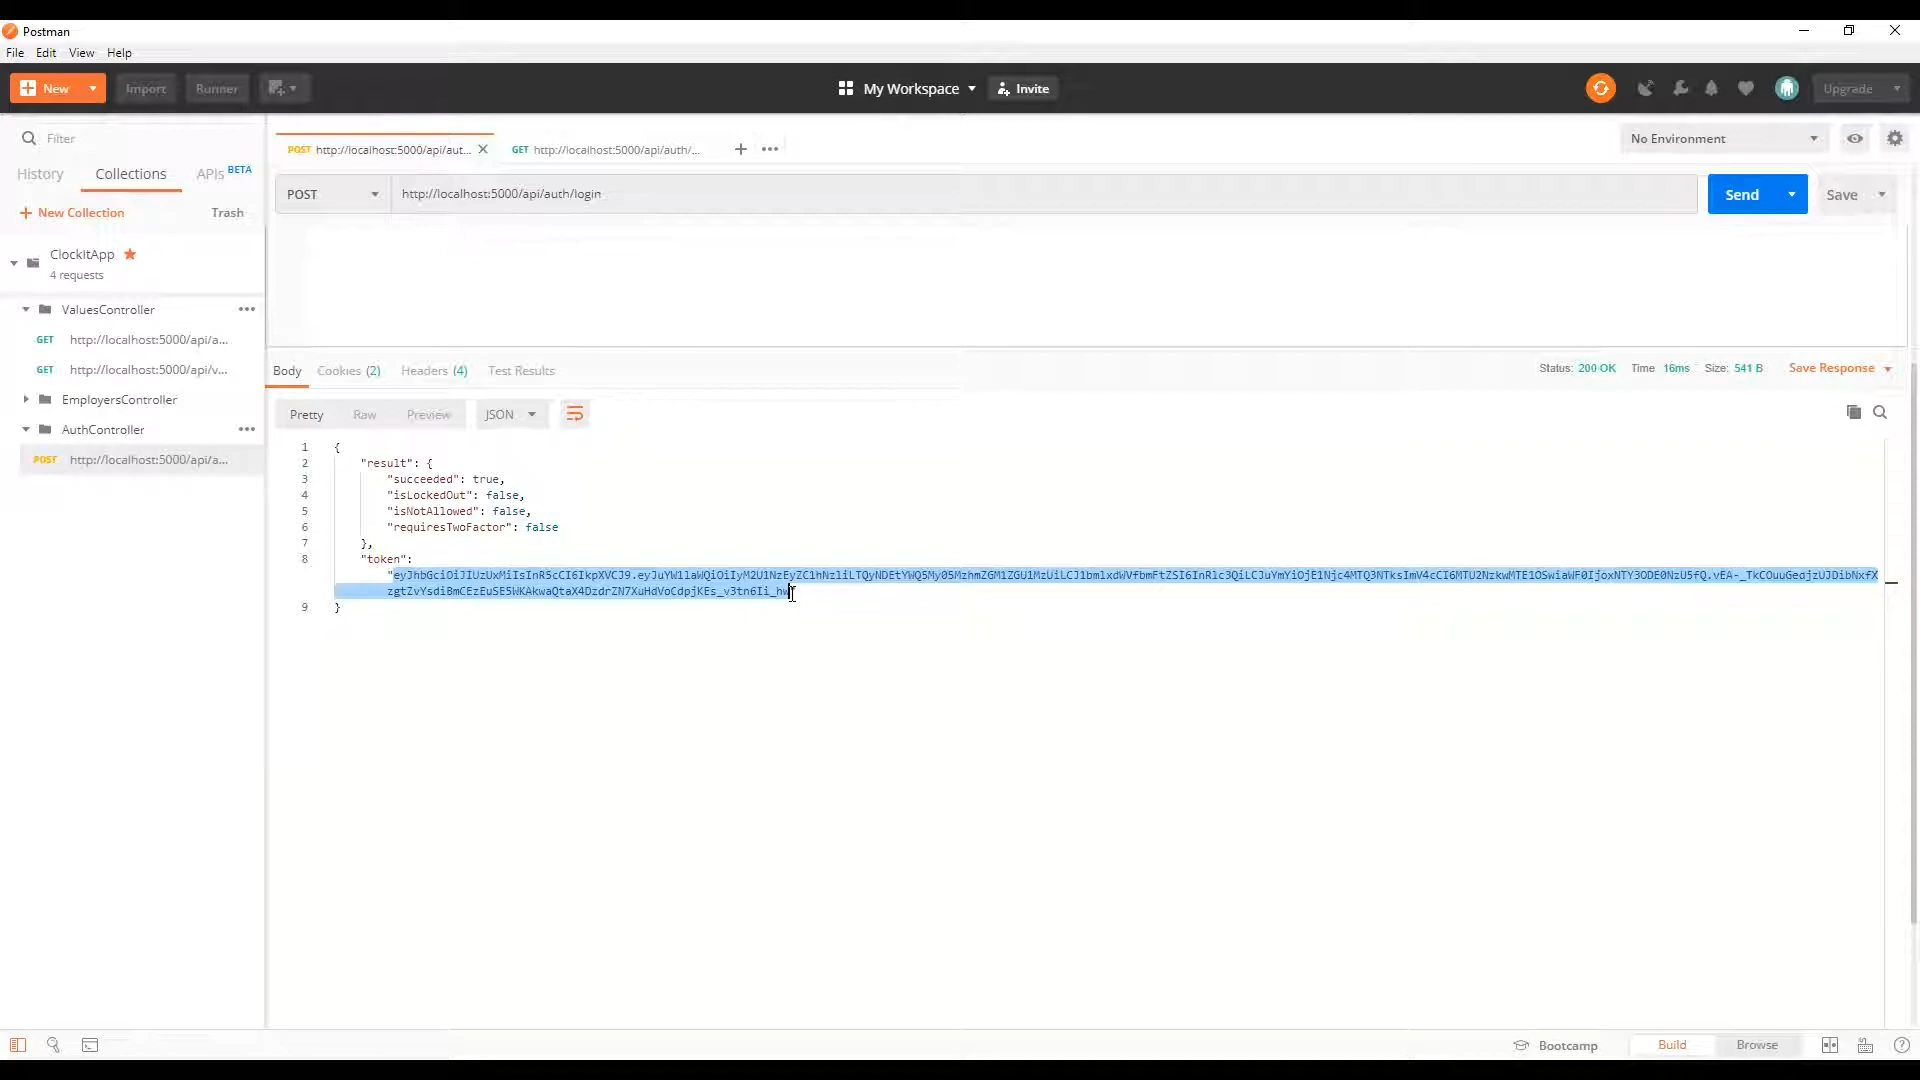 Postman
File Edit View Help
New Import Runner My Workspace Invite Upgrade
Filter
History Collections APIs BETA
New Collection Trash
ClockItApp
4 requests
ValuesController
GET http://localhost:5000/api/a...
GET http://localhost:5000/api/v...
EmployersController
AuthController
POST http://localhost:5000/api/a...
POST http://localhost:5000/api/aut... GET http://localhost:5000/api/auth/...
No Environment
POST http://localhost:5000/api/auth/login Send Save
Body Cookies (2) Headers (4) Test Results Status: 200 OK Time 16ms Size: 541 B Save Response
Pretty Raw Preview JSON
1 {
2 "result": {
3 "succeeded": true,
4 "isLockedOut": false,
5 "isNotAllowed": false,
6 "requiresTwoFactor": false
7 },
8 "token":
9 }
Bootcamp Build Browse